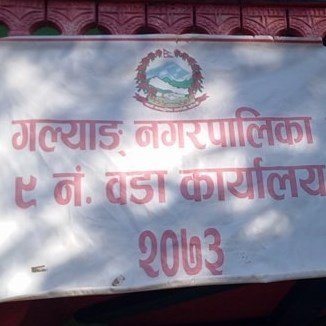 गल्याङ् नगरपालिका
९ नं. वडा कार्यालय
२०७३